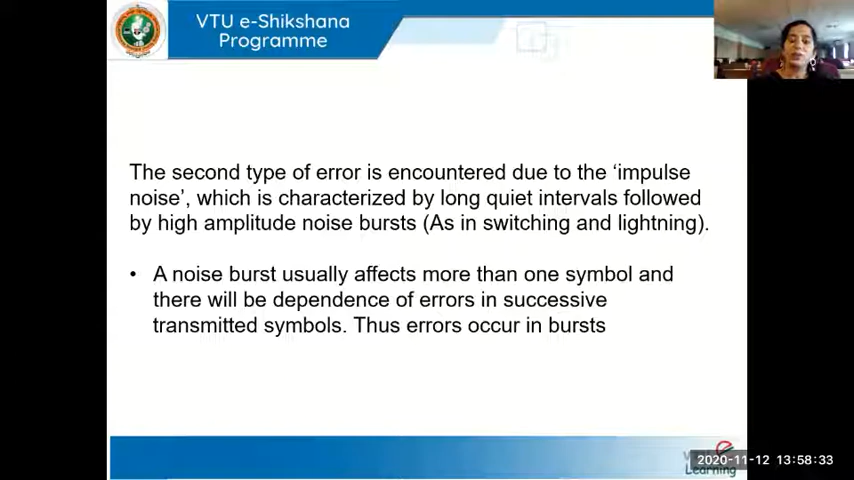 VTU e-Shikshana
Programme
The second type of error is encountered due to the ‘impulse
noise’, which is characterized by long quiet intervals followed
by high amplitude noise bursts (As in switching and lightning).
• A noise burst usually affects more than one symbol and
there will be dependence of errors in successive
transmitted symbols. Thus errors occur in bursts
2020-11-12 13:58:33
Learning